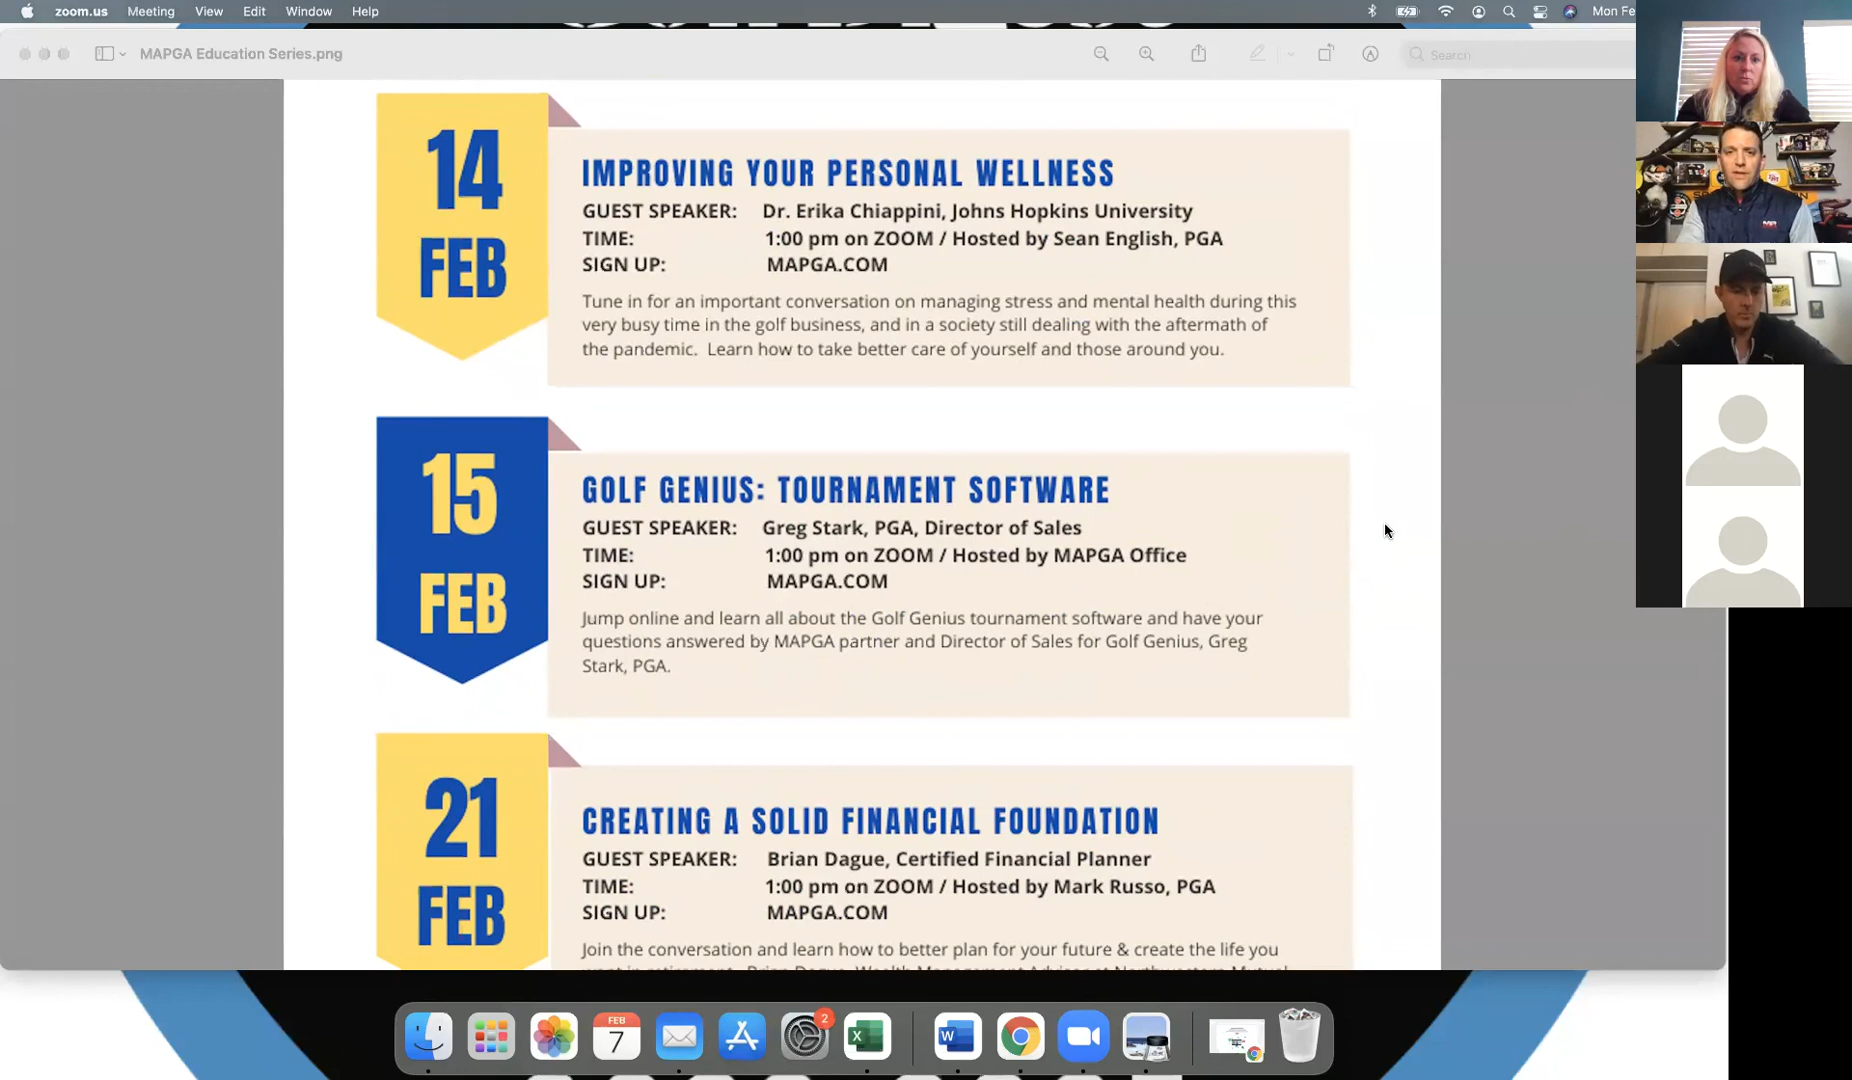 zoom.us Meeting View Edit Window Help Mon Fe
MAPGA Education Series.png
Search
14
FEB
IMPROVING YOUR PERSONAL WELLNESS
GUEST SPEAKER: Dr. Erika Chiappini, Johns Hopkins University
TIME: 1:00 pm on ZOOM / Hosted by Sean English, PGA
SIGN UP: MAPGA.COM
Tune in for an important conversation on managing stress and mental health during this
very busy time in the golf business, and in a society still dealing with the aftermath of
the pandemic. Learn how to take better care of yourself and those around you.
15
FEB
GOLF GENIUS: TOURNAMENT SOFTWARE
GUEST SPEAKER: Greg Stark, PGA, Director of Sales
TIME: 1:00 pm on ZOOM / Hosted by MAPGA Office
SIGN UP: MAPGA.COM
Jump online and learn all about the Golf Genius tournament software and have your
questions answered by MAPGA partner and Director of Sales for Golf Genius, Greg
Stark, PGA.
21
FEB
CREATING A SOLID FINANCIAL FOUNDATION
GUEST SPEAKER: Brian Dague, Certified Financial Planner
TIME: 1:00 pm on ZOOM / Hosted by Mark Russo, PGA
SIGN UP: MAPGA.COM
Join the conversation and learn how to better plan for your future & create the life you
FEB
7
2
X
W